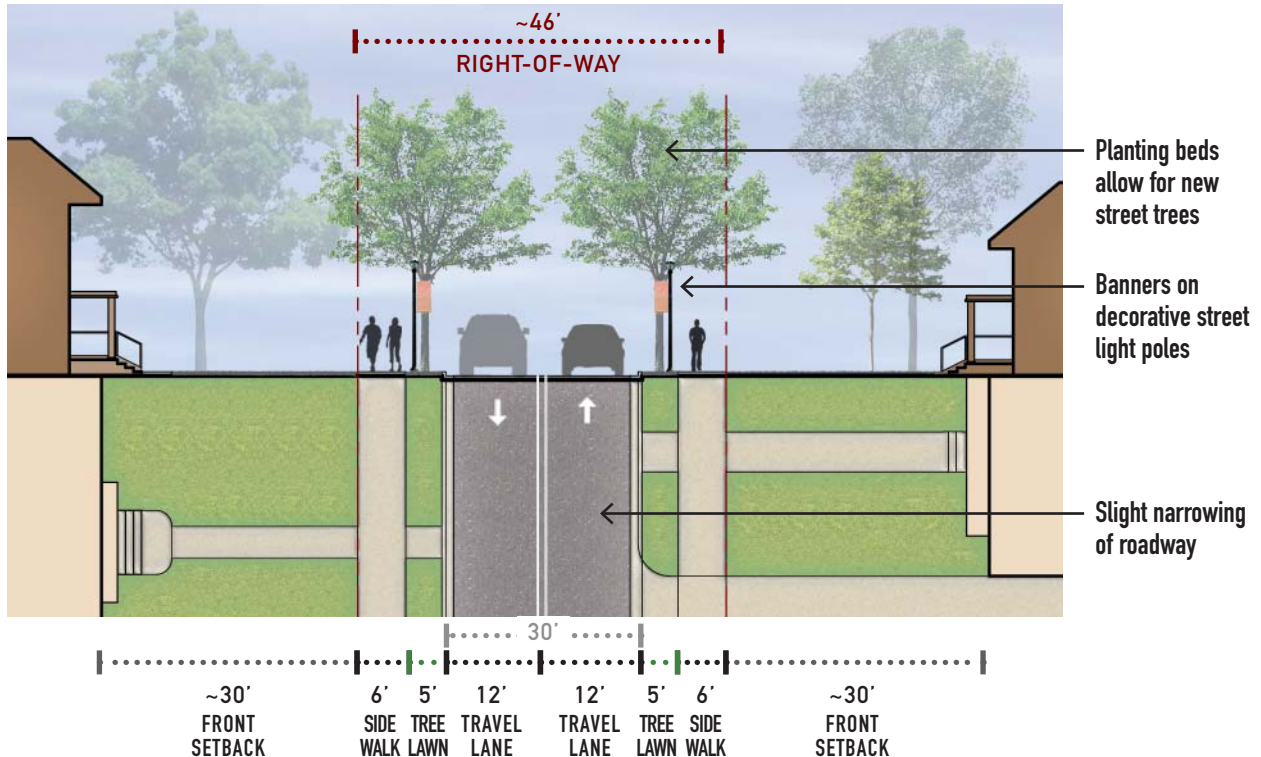 ~46’
RIGHT-OF-WAY
Planting beds
allow for new
street trees
Banners on
decorative street
light poles
Slight narrowing
of roadway
30’
~30’
FRONT
SETBACK
6’
SIDE
WALK
5’
TREE
LAWN
12’
TRAVEL
LANE
12’
TRAVEL
LANE
5’
TREE
LAWN
6’
SIDE
WALK
~30’
FRONT
SETBACK